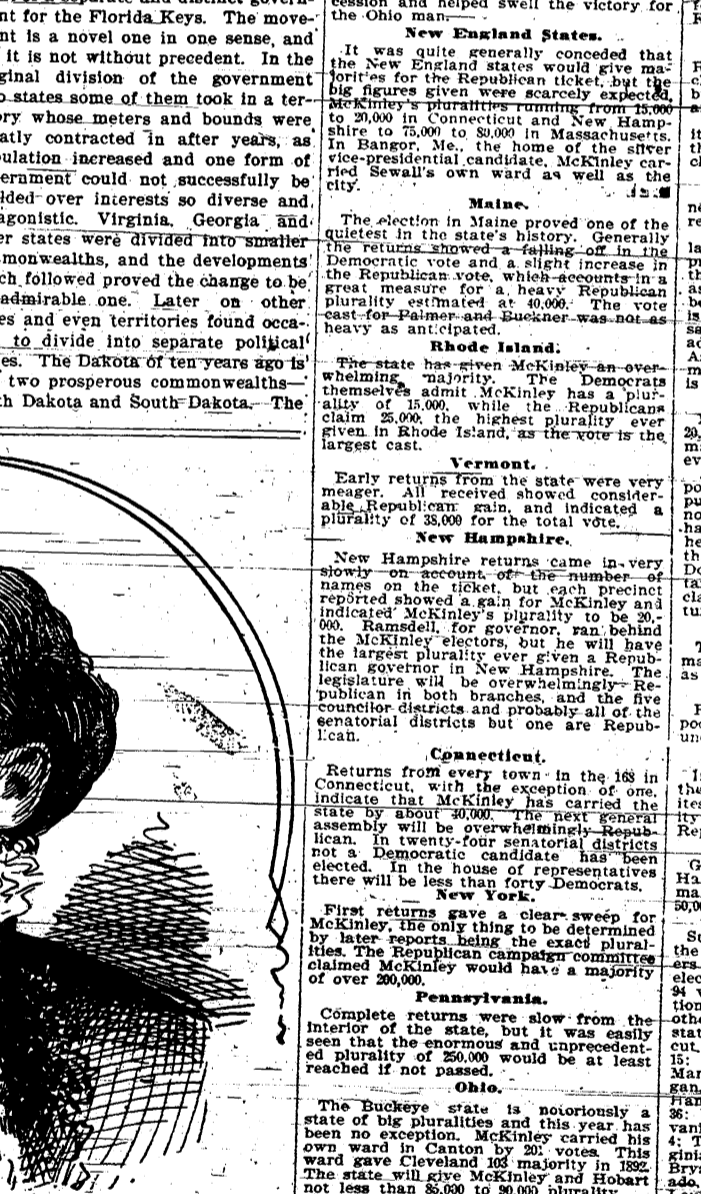 nt for the Florida Keys. The move-
nt is a novel one in one sense, and
it is not without precedent. In the
ginal division of the government
o states some of them took in a ter-
ory whose meters and bounds were
atly contracted in after years, as
ulation increased and one form of
ernment could not successfully be
lded over interests so diverse and
agonistic. Virginia, Georgia and
er states were divided into smaller
monwealths, and the developments
ch followed proved the change to be
admirable one. Later on other
es and even territories found occa-
to divide into separate political
es. The Dakota of ten years ago is
two prosperous commonwealths—
th Dakota and South Dakota. The
cession and helped swell the victory for
the Ohio man—
New England States.
It was quite generally conceded that
the New England states would give ma-
jorities for the Republican ticket, but the
big figures given were scarcely expected,
McKinley's pluralities running from 15,000
to 20,000 in Connecticut and New Hamp-
shire to 75,000 to 80,000 in Massachusetts.
In Bangor, Me., the home of the silver
vice-presidential candidate, McKinley car-
ried Sewall's own ward as well as the
city.
Maine.
The election in Maine proved one of the
quietest in the state's history. Generally
the returns showed a falling off in the
Democratic vote and a slight increase in
the Republican vote, which accounts in a
great measure for a heavy Republican
plurality estimated at 40,000. The vote
cast for Palmer and Buckner was not as
heavy as anticipated.
Rhode Island.
The state has given McKinley an over-
whelming majority. The Democrats
themselves admit McKinley has a plur-
ality of 15,000, while the Republicans
claim 25,000, the highest plurality ever
given in Rhode Island, as the vote is the
largest cast.
Vermont.
Early returns from the state were very
meager. All received showed consider-
able Republican gain, and indicated a
plurality of 38,000 for the total vote.
New Hampshire.
New Hampshire returns came in very
slowly on account of the number of
names on the ticket, but each precinct
reported showed a gain for McKinley and
indicated McKinley's plurality to be 20,-
000. Ramsdell, for governor, ran behind
the McKinley electors, but he will have
the largest plurality ever given a Repub-
lican governor in New Hampshire. The
legislature will be overwhelmingly Re-
publican in both branches, and the five
councilor districts and probably all of the
senatorial districts but one are Repub-
lican.
Connecticut.
Returns from every town in the 168 in
Connecticut, with the exception of one,
indicate that McKinley has carried the
state by about 40,000. The next general
assembly will be overwhelmingly Repub-
lican. In twenty-four senatorial districts
not a Democratic candidate has been
elected. In the house of representatives
there will be less than forty Democrats.
New York.
First returns gave a clear sweep for
McKinley, the only thing to be determined
by later reports being the exact plural-
ities. The Republican campaign committee
claimed McKinley would have a majority
of over 200,000.
Pennsylvania.
Complete returns were slow from the
interior of the state, but it was easily
seen that the enormous and unprecedent-
ed plurality of 250,000 would be at least
reached if not passed.
Ohio.
The Buckeye state is notoriously a
state of big pluralities and this year has
been no exception. McKinley carried his
own ward in Canton by 201 votes. This
ward gave Cleveland 103 majority in 1892.
The state will give McKinley and Hobart
not less than 85,000 to 90,000 plurality